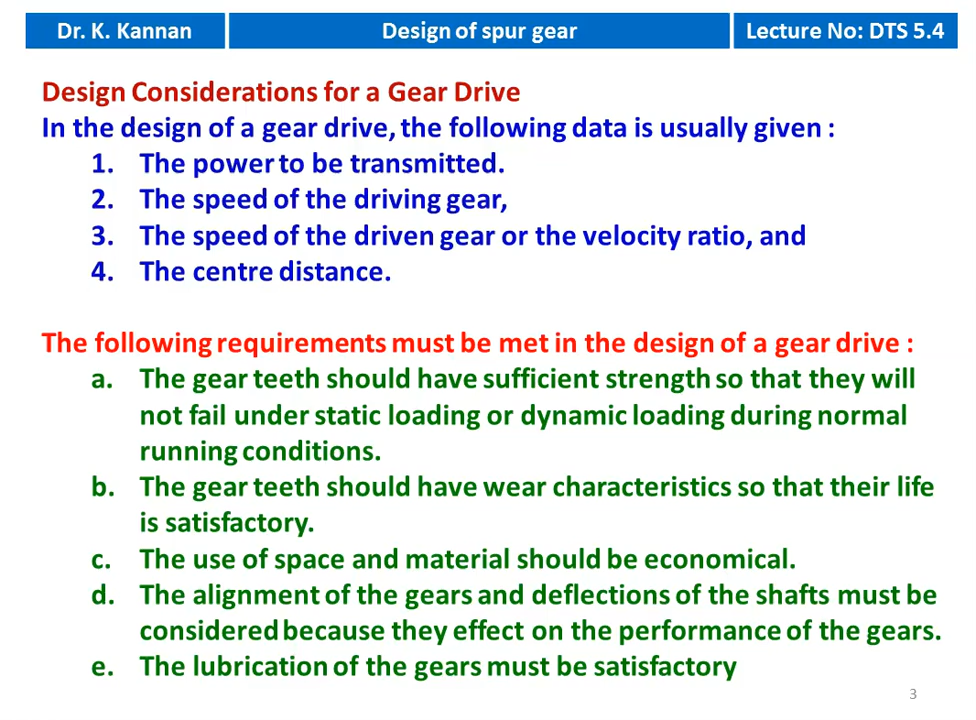 Dr. K. Kannan
Design of spur gear
Lecture No: DTS 5.4
Design Considerations for a Gear Drive
In the design of a gear drive, the following data is usually given :
1. The power to be transmitted.
2. The speed of the driving gear,
3. The speed of the driven gear or the velocity ratio, and
4. The centre distance.
The following requirements must be met in the design of a gear drive :
a. The gear teeth should have sufficient strength so that they will
not fail under static loading or dynamic loading during normal
running conditions.
b. The gear teeth should have wear characteristics so that their life
is satisfactory.
c. The use of space and material should be economical.
d. The alignment of the gears and deflections of the shafts must be
considered because they effect on the performance of the gears.
e. The lubrication of the gears must be satisfactory
3